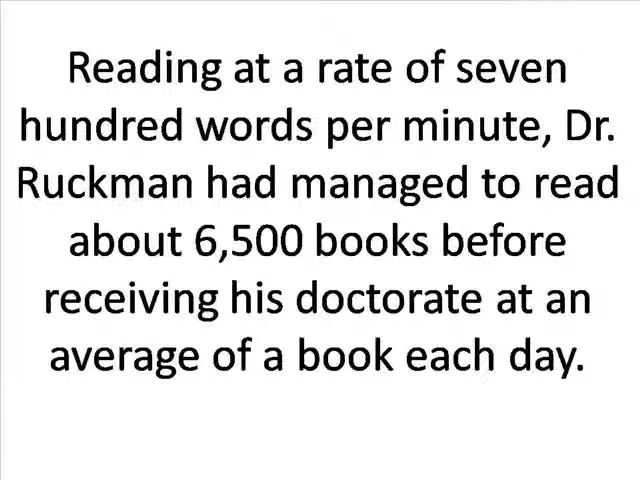 Reading at a rate of seven
hundred words per minute, Dr.
Ruckman had managed to read
about 6,500 books before
receiving his doctorate at an
average of a book each day.